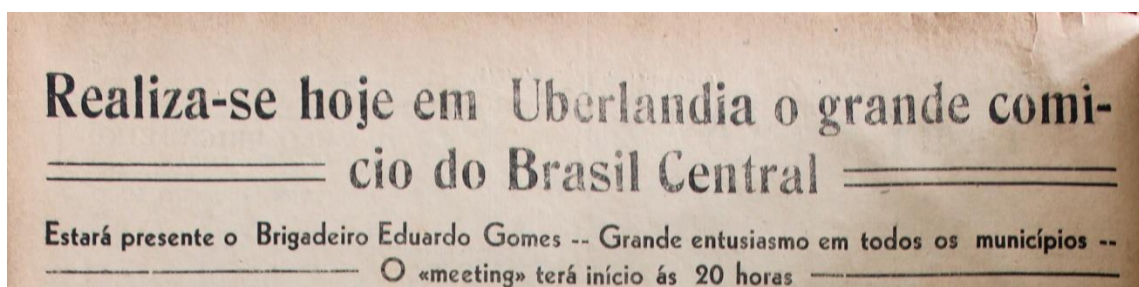 Realiza-se hoje em Uberlandia o grande comi-
cio do Brasil Central
Estará presente o Brigadeiro Eduardo Gomes -- Grande entusiasmo em todos os municípios --
O «meeting» terá início ás 20 horas